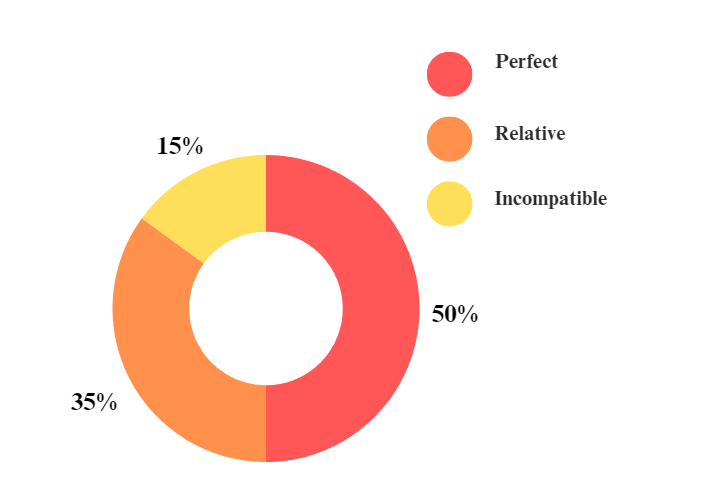 Perfect
Relative
15%
Incompatible
50%
35%